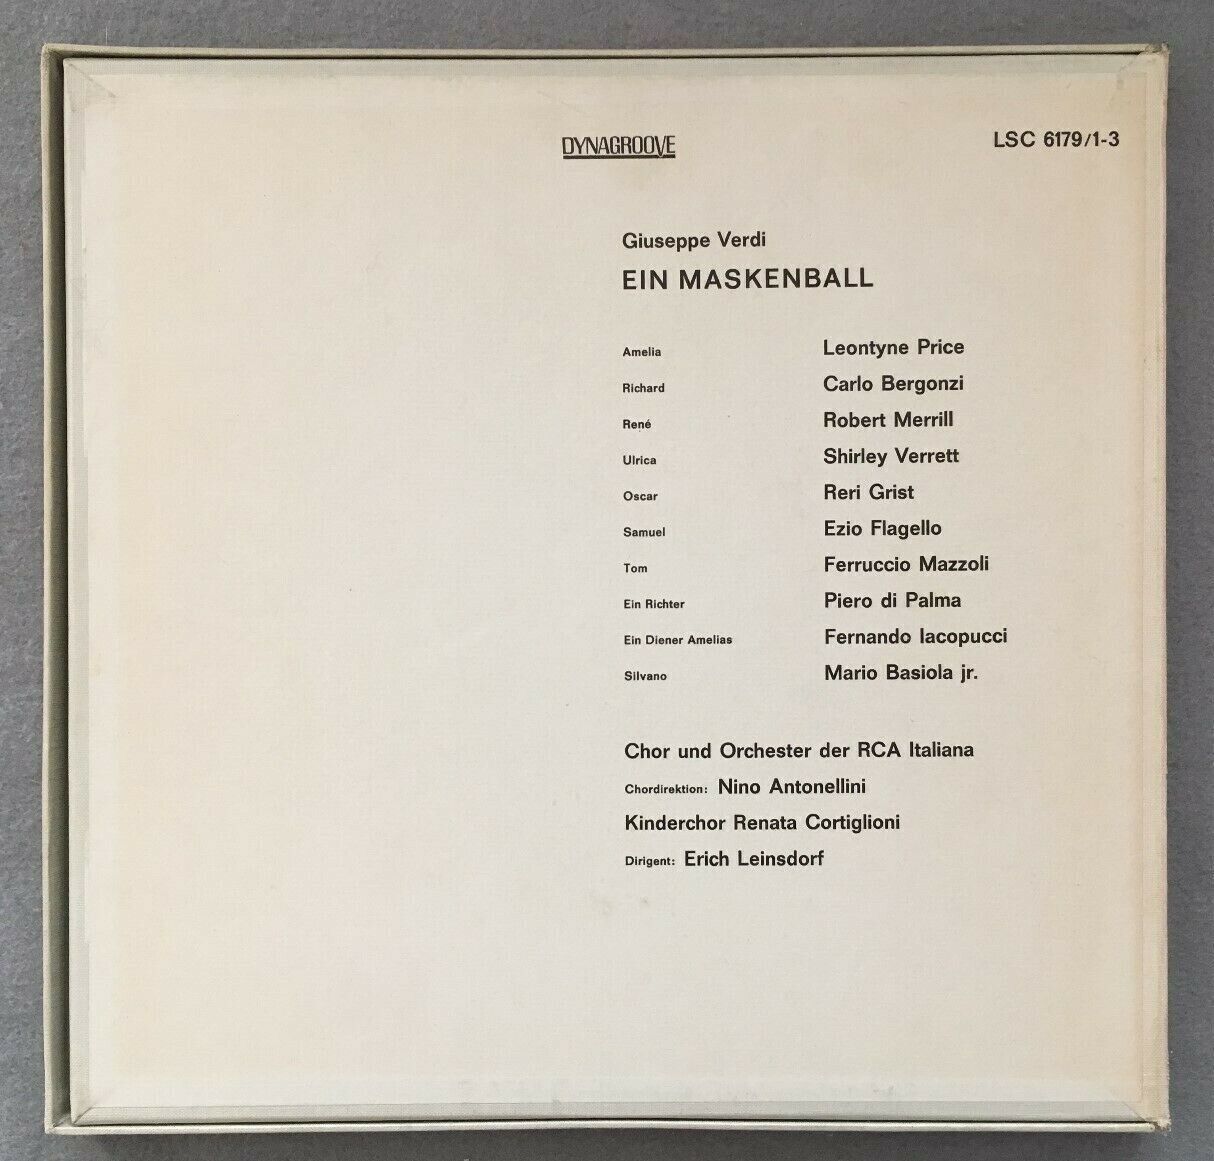 DYNAGROOVE
LSC 6179/1-3
Giuseppe Verdi
EIN MASKENBALL
Amelia Leontyne Price
Richard Carlo Bergonzi
René Robert Merrill
Ulrica Shirley Verrett
Oscar Reri Grist
Samuel Ezio Flagello
Tom Ferruccio Mazzoli
Ein Richter Piero di Palma
Ein Diener Amelias Fernando Iacopucci
Silvano Mario Basiola jr.
Chor und Orchester der RCA Italiana
Chordirektion: Nino Antonellini
Kinderchor Renata Cortiglioni
Dirigent: Erich Leinsdorf